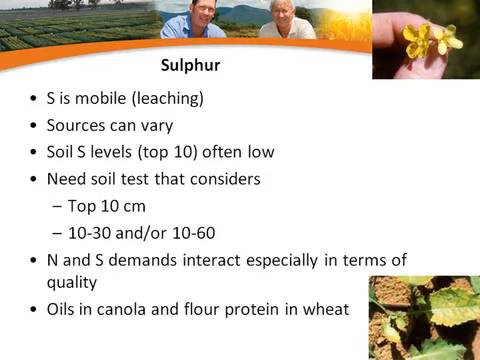 Sulphur
• S is mobile (leaching)
• Sources can vary
• Soil S levels (top 10) often low
• Need soil test that considers
– Top 10 cm
– 10-30 and/or 10-60
• N and S demands interact especially in terms of
quality
• Oils in canola and flour protein in wheat